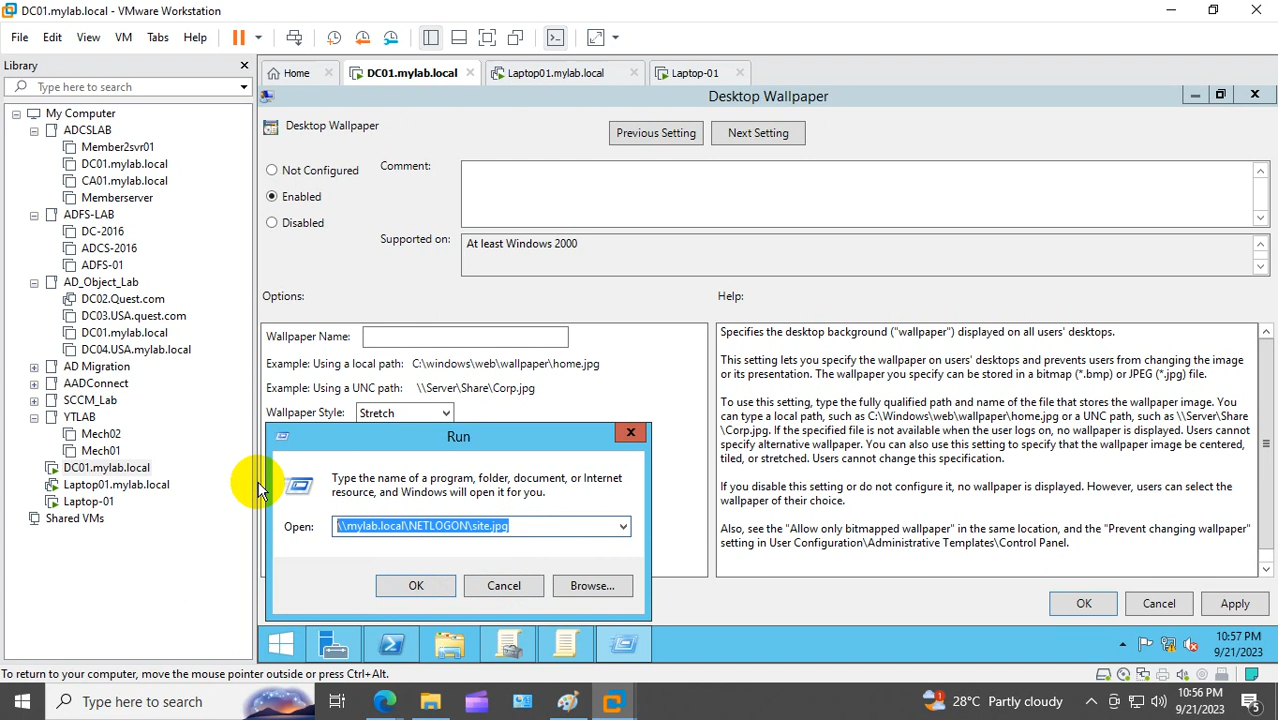 DC01.mylab.local - VMware Workstation
File Edit View VM Tabs Help
Library
Type here to search
My Computer
ADCSLAB
Member2svr01
DC01.mylab.local
CA01.mylab.local
Memberserver
ADFS-LAB
DC-2016
ADCS-2016
ADFS-01
AD_Object_Lab
DC02.Quest.com
DC03.USA.quest.com
DC01.mylab.local
DC04.USA.mylab.local
AD Migration
AADConnect
SCCM_Lab
YTLAB
Mech02
Mech01
DC01.mylab.local
Laptop01.mylab.local
Laptop-01
Shared VMs
Home DC01.mylab.local Laptop01.mylab.local Laptop-01
Desktop Wallpaper
Desktop Wallpaper
Previous Setting Next Setting
Not Configured
Enabled
Disabled
Comment:
Supported on: At least Windows 2000
Options:
Help:
Wallpaper Name:
Example: Using a local path: C:\windows\web\wallpaper\home.jpg
Example: Using a UNC path: \\Server\Share\Corp.jpg
Wallpaper Style: Stretch
Specifies the desktop background ("wallpaper") displayed on all users' desktops.
This setting lets you specify the wallpaper on users' desktops and prevents users from changing the image
or its presentation. The wallpaper you specify can be stored in a bitmap (*.bmp) or JPEG (*.jpg) file.
To use this setting, type the fully qualified path and name of the file that stores the wallpaper image. You
can type a local path, such as C:\Windows\web\wallpaper\home.jpg or a UNC path, such as \\Server\Share
\Corp.jpg. If the specified file is not available when the user logs on, no wallpaper is displayed. Users cannot
specify alternative wallpaper. You can also use this setting to specify that the wallpaper image be centered,
tiled, or stretched. Users cannot change this specification.
If you disable this setting or do not configure it, no wallpaper is displayed. However, users can select the
wallpaper of their choice.
Also, see the "Allow only bitmapped wallpaper" in the same location, and the "Prevent changing wallpaper"
setting in User Configuration\Administrative Templates\Control Panel.
Run
Type the name of a program, folder, document, or Internet
resource, and Windows will open it for you.
Open: \\mylab.local\NETLOGON\site.jpg
OK Cancel Browse...
OK Cancel Apply
10:57 PM
9/21/2023
To return to your computer, move the mouse pointer outside or press Ctrl+Alt.
Type here to search
28°C Partly cloudy
10:56 PM
9/21/2023
5